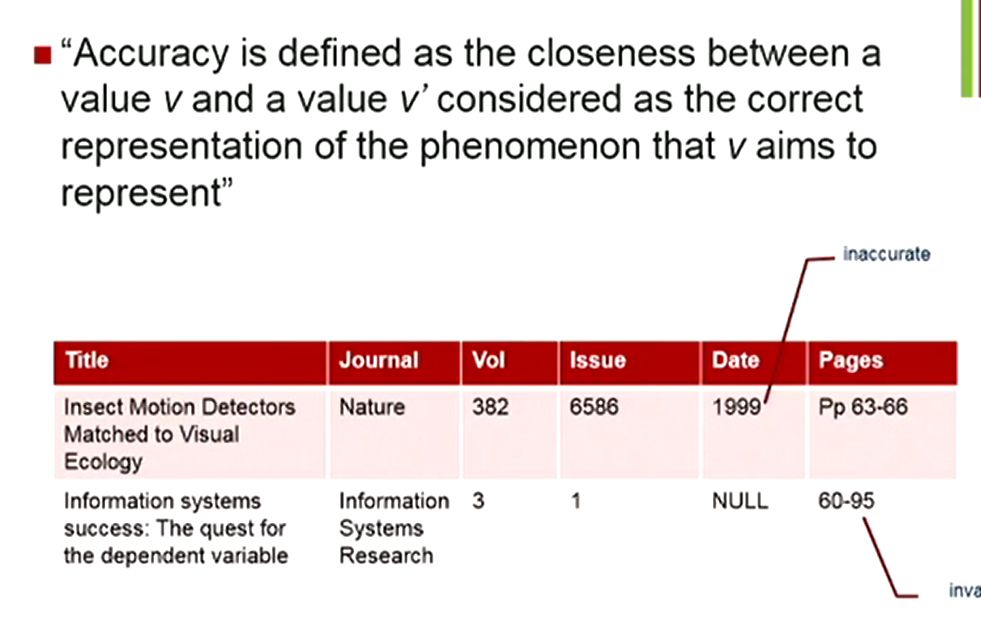 “Accuracy is defined as the closeness between a
value v and a value v’ considered as the correct
representation of the phenomenon that v aims to
represent”
inaccurate
Title Journal Vol Issue Date Pages
Insect Motion Detectors Nature 382 6586 1999 Pp 63-66
Matched to Visual
Ecology
Information systems Information 3 1 NULL 60-95
success: The quest for Systems
the dependent variable Research